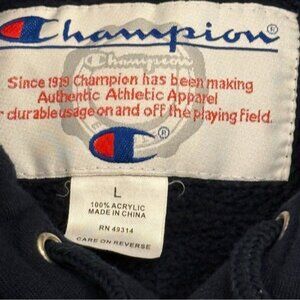 Champion®
Champion
Since 1919 Champion has been making
Authentic Athletic Apparel
durable usage on and off the playing field.
®
L
100% ACRYLIC
MADE IN CHINA
RN 49314
CARE ON REVERSE